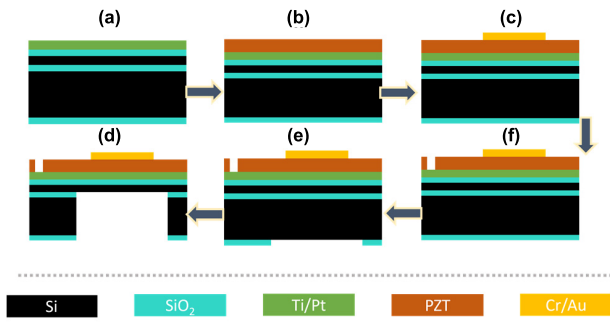 (a) (b) (c)
(d) (e) (f)
Si SiO₂ Ti/Pt PZT Cr/Au